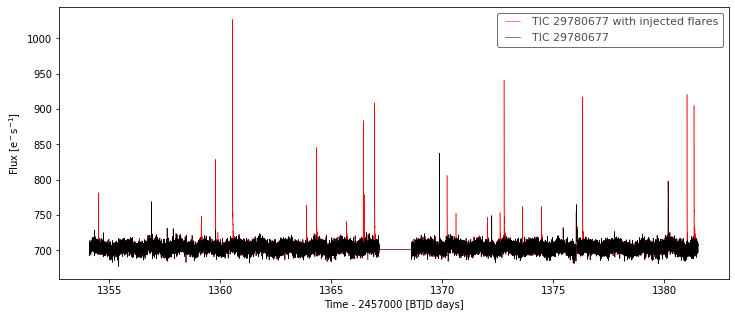 TIC 29780677 with injected flares
TIC 29780677
1000
950
900
850
800
750
700
Flux [e⁻ s⁻¹]
1355 1360 1365 1370 1375 1380
Time - 2457000 [BTJD days]